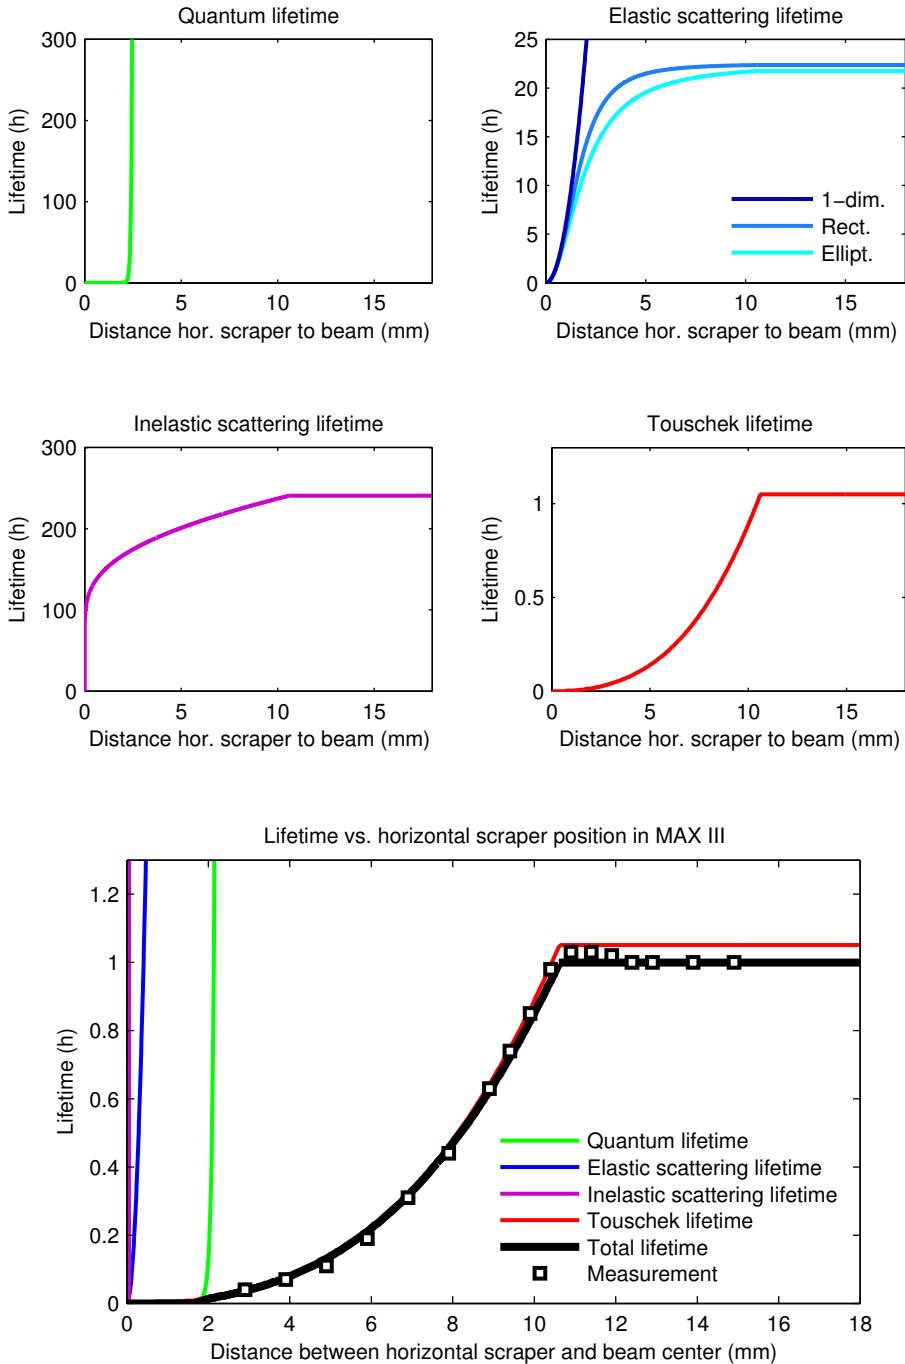 Quantum lifetime
300
200
100
0
0 5 10 15
Lifetime (h)
Distance hor. scraper to beam (mm)
Elastic scattering lifetime
25
20
15
10
5
0
0 5 10 15
Lifetime (h)
Distance hor. scraper to beam (mm)
1−dim.
Rect.
Ellipt.
Inelastic scattering lifetime
300
200
100
0
0 5 10 15
Lifetime (h)
Distance hor. scraper to beam (mm)
Touschek lifetime
1
0.5
0
0 5 10 15
Lifetime (h)
Distance hor. scraper to beam (mm)
Lifetime vs. horizontal scraper position in MAX III
1.2
1
0.8
0.6
0.4
0.2
0
0 2 4 6 8 10 12 14 16 18
Lifetime (h)
Distance between horizontal scraper and beam center (mm)
Quantum lifetime
Elastic scattering lifetime
Inelastic scattering lifetime
Touschek lifetime
Total lifetime
Measurement